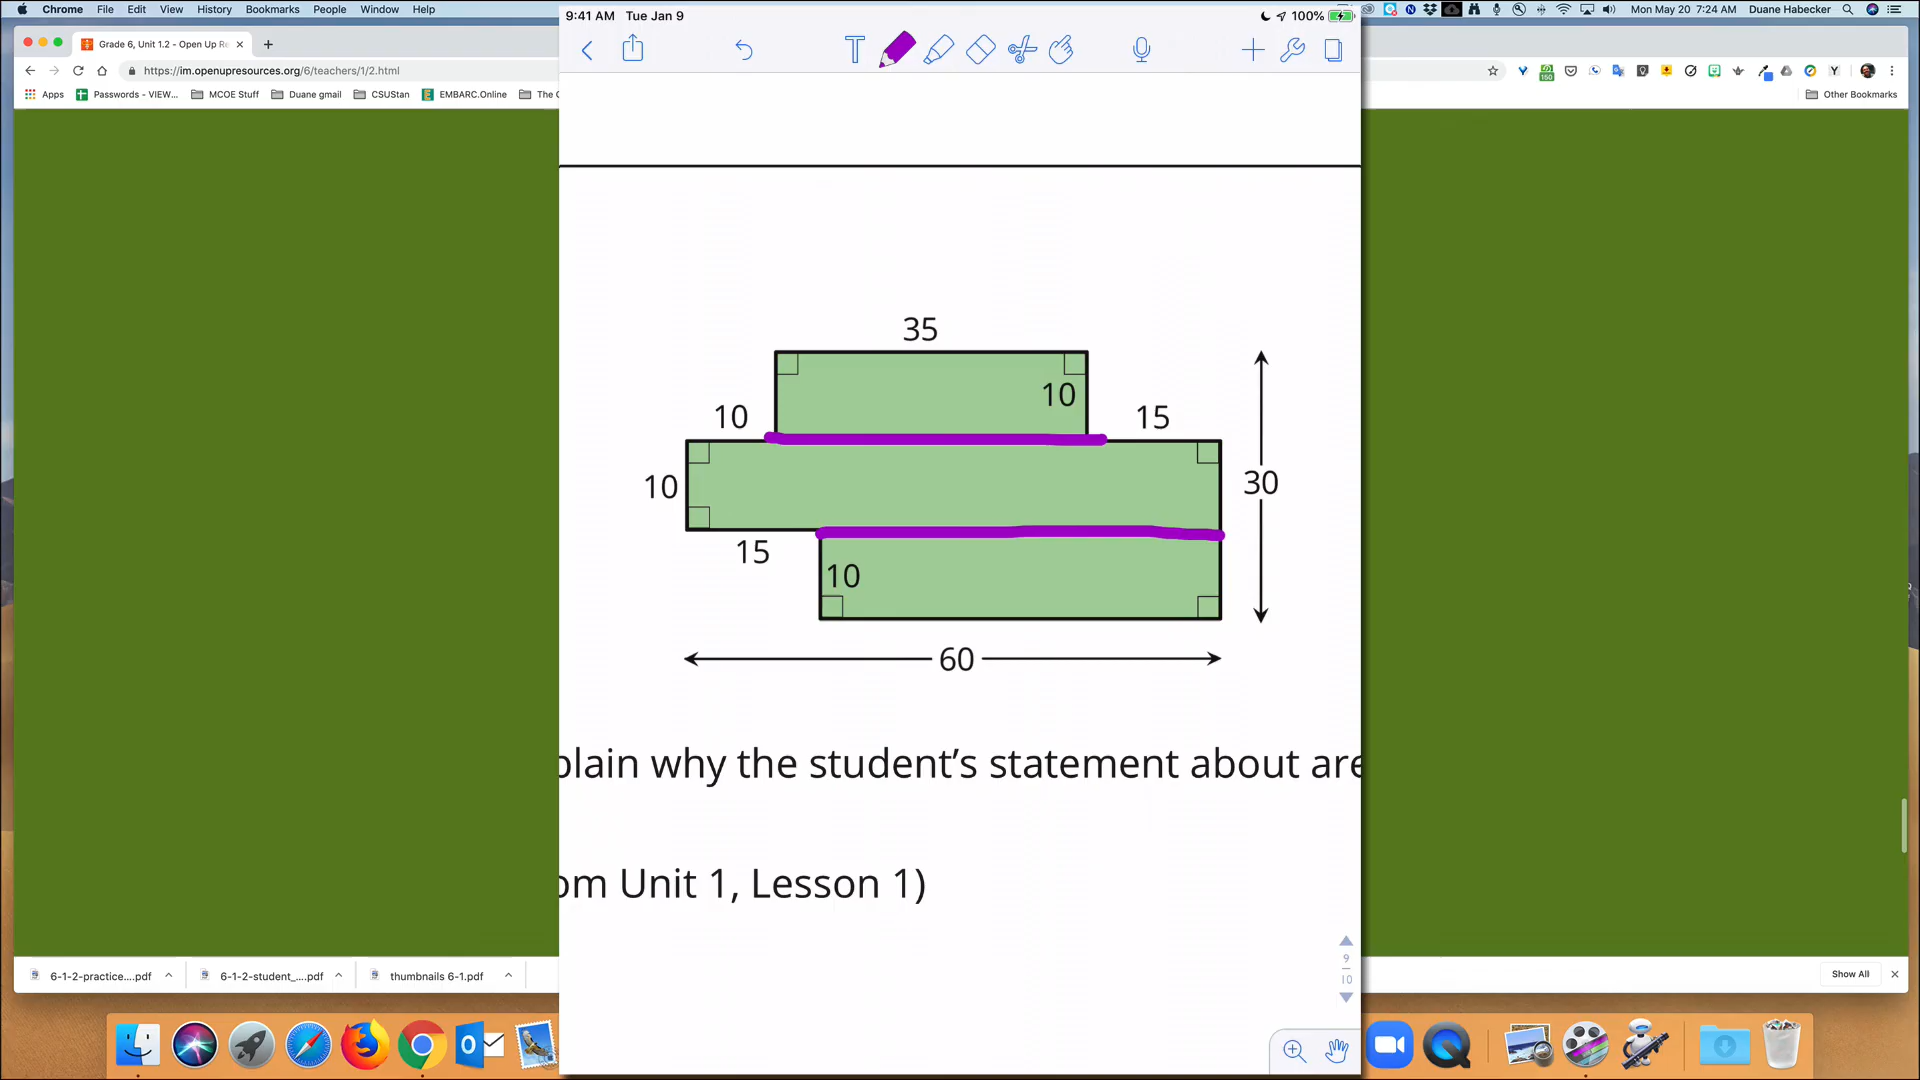 Chrome File Edit View History Bookmarks People Window Help
Mon May 20 7:24 AM Duane Habecker
9:41 AM Tue Jan 9
100%
Grade 6, Unit 1.2 - Open Up Re
https://im.openupresources.org/6/teachers/1/2.html
Apps Passwords - VIEW... MCOE Stuff Duane gmail CSUStan EMBARC.Online The C
Other Bookmarks
T
150
35
10
10
15
10
30
15
10
60
plain why the student's statement about are
om Unit 1, Lesson 1)
9
10
6-1-2-practice....pdf 6-1-2-student_....pdf thumbnails 6-1.pdf
Show All